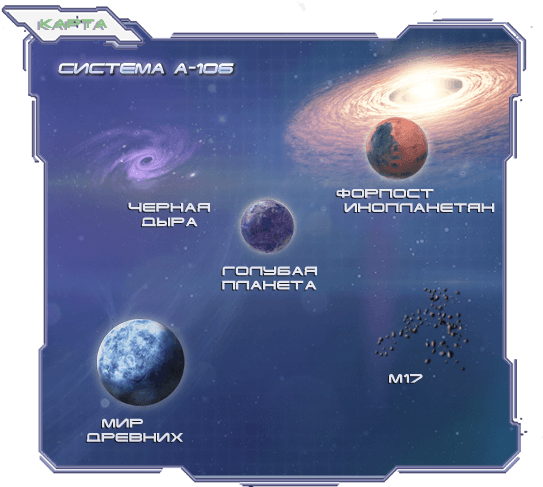 КАРТА
СИСТЕМА А-106
ФОРПОСТ
ИНОПЛАНЕТЯН
ЧЕРНАЯ
ДЫРА
ГОЛУБАЯ
ПЛАНЕТА
М17
МИР
ДРЕВНИХ